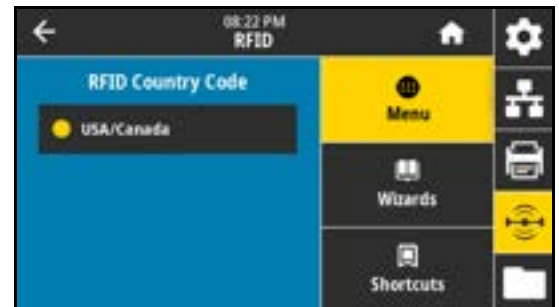 08:22 PM
RFID
RFID Country Code
USA/Canada
Menu
Wizards
Shortcuts